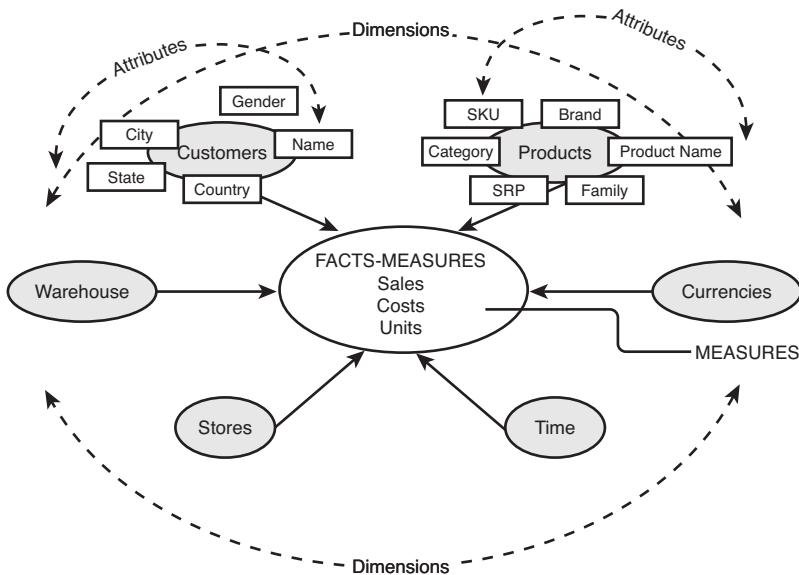 Dimensions
Attributes
Attributes
Gender
SKU
Brand
City
Customers
Name
Category
Products
Product Name
State
Country
SRP
Family
FACTS-MEASURES
Sales
Costs
Units
Warehouse
Currencies
MEASURES
Stores
Time
Dimensions